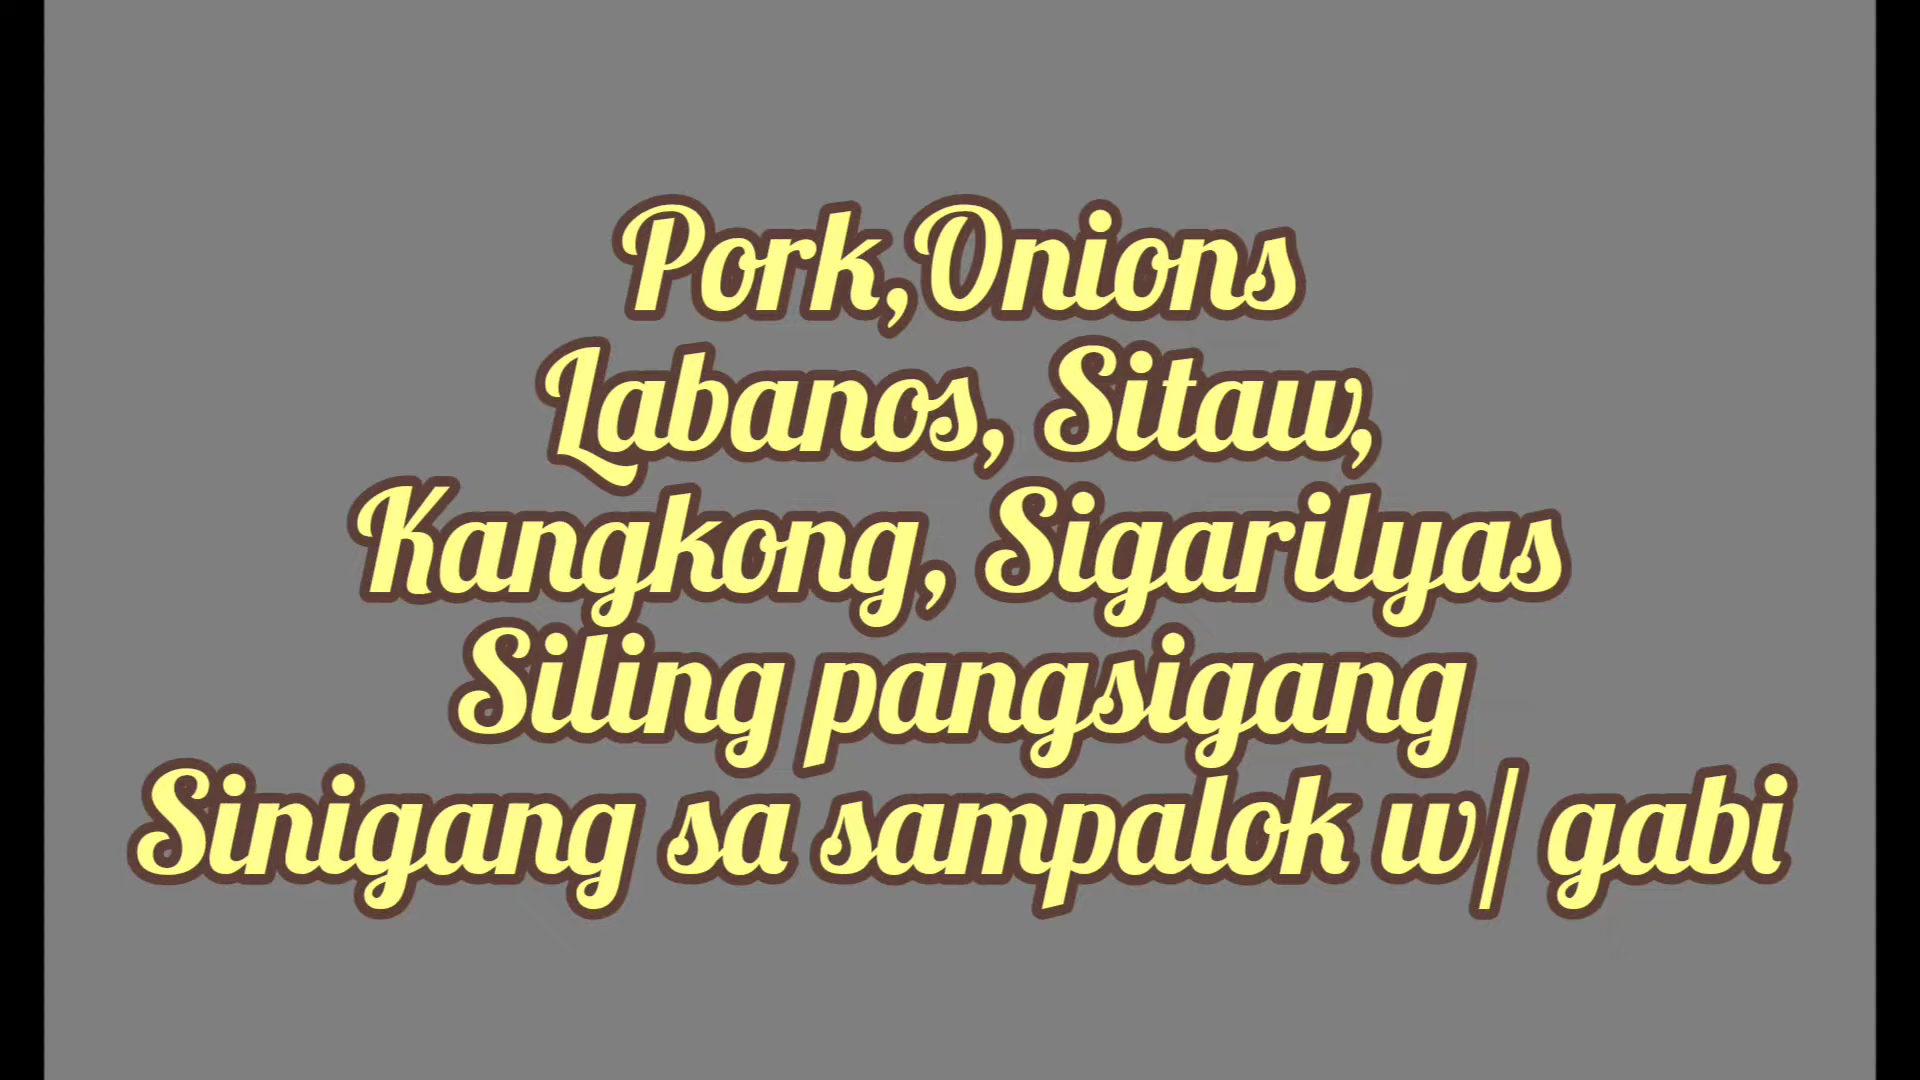 Pork,Onions
Labanos, Sitaw,
Kangkong, Sigarilyas
Siling pangsigang
Sinigang sa sampalok w/ gabi